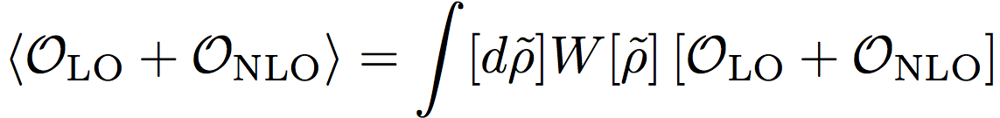 ⟨𝒪_LO + 𝒪_NLO⟩ = ∫[dρ̃]W[ρ̃] [𝒪_LO + 𝒪_NLO]